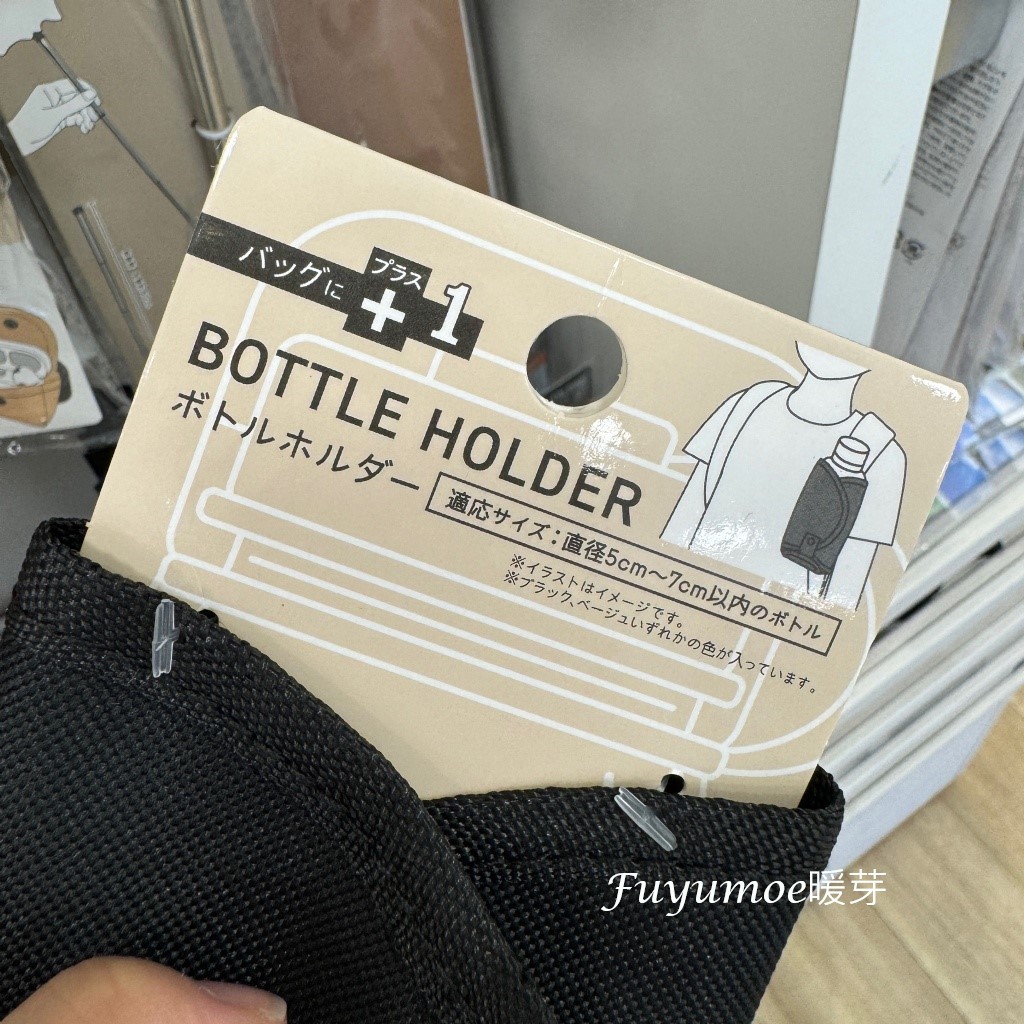 バッグに
プラス
+1
BOTTLE HOLDER
ボトルホルダー
適応サイズ：直径5cm〜7cm以内のボトル
※イラストはイメージです。
※ブラック、ベージュいずれかの色が入っています。
Fuyumoe暖芽